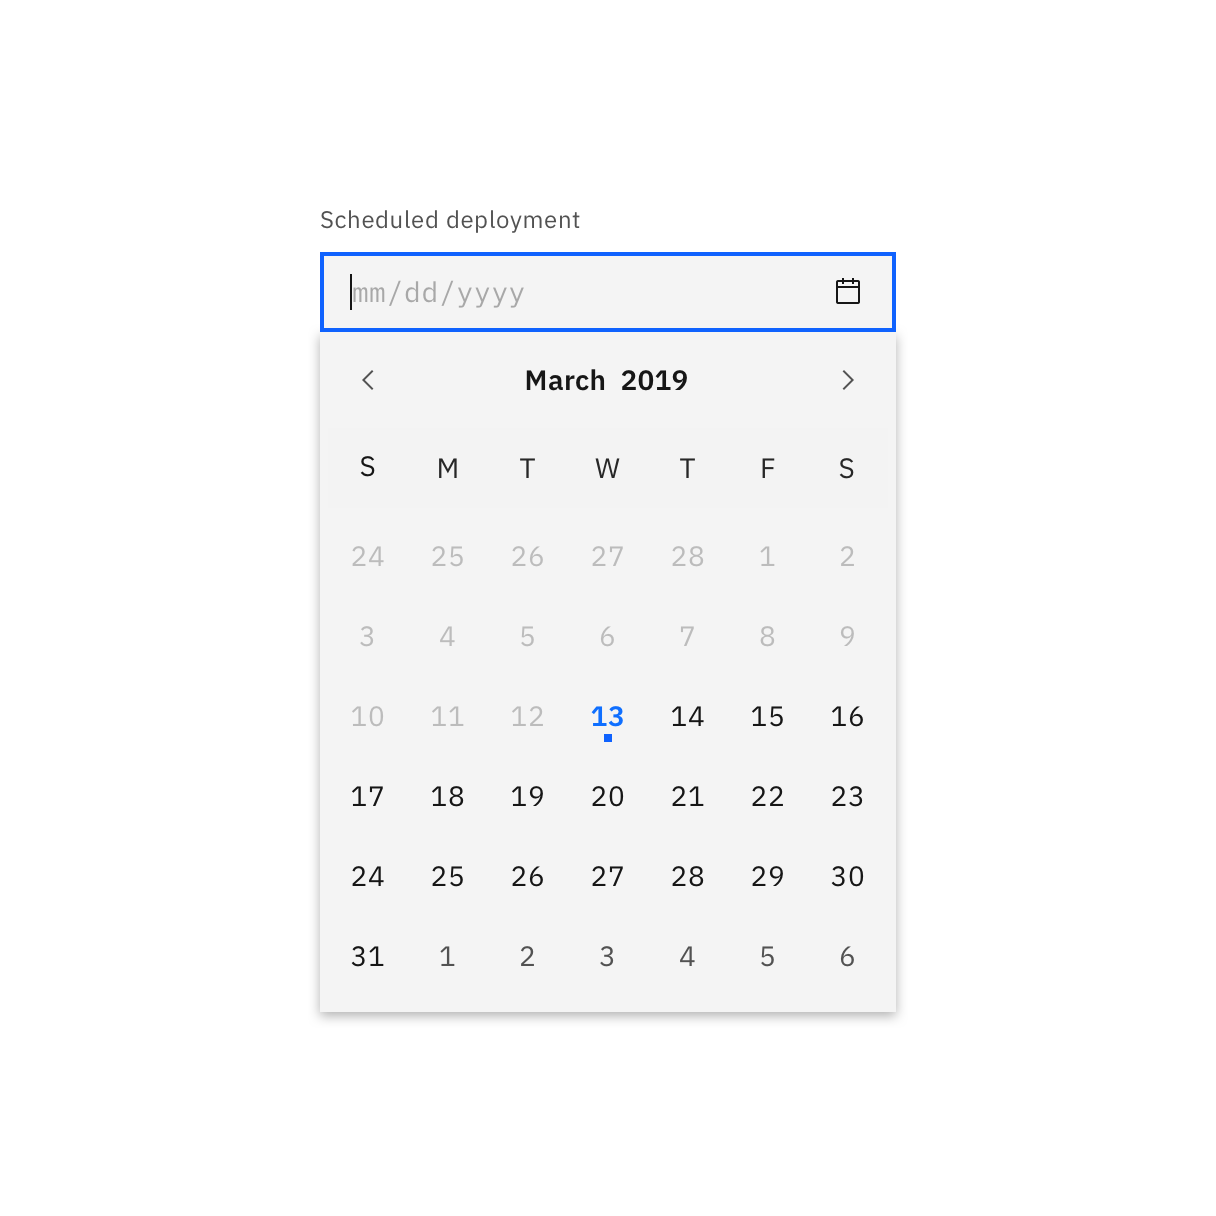 Scheduled deployment
mm/dd/yyyy
March 2019
S M T W T F S
24 25 26 27 28 1 2
3 4 5 6 7 8 9
10 11 12 13 14 15 16
17 18 19 20 21 22 23
24 25 26 27 28 29 30
31 1 2 3 4 5 6